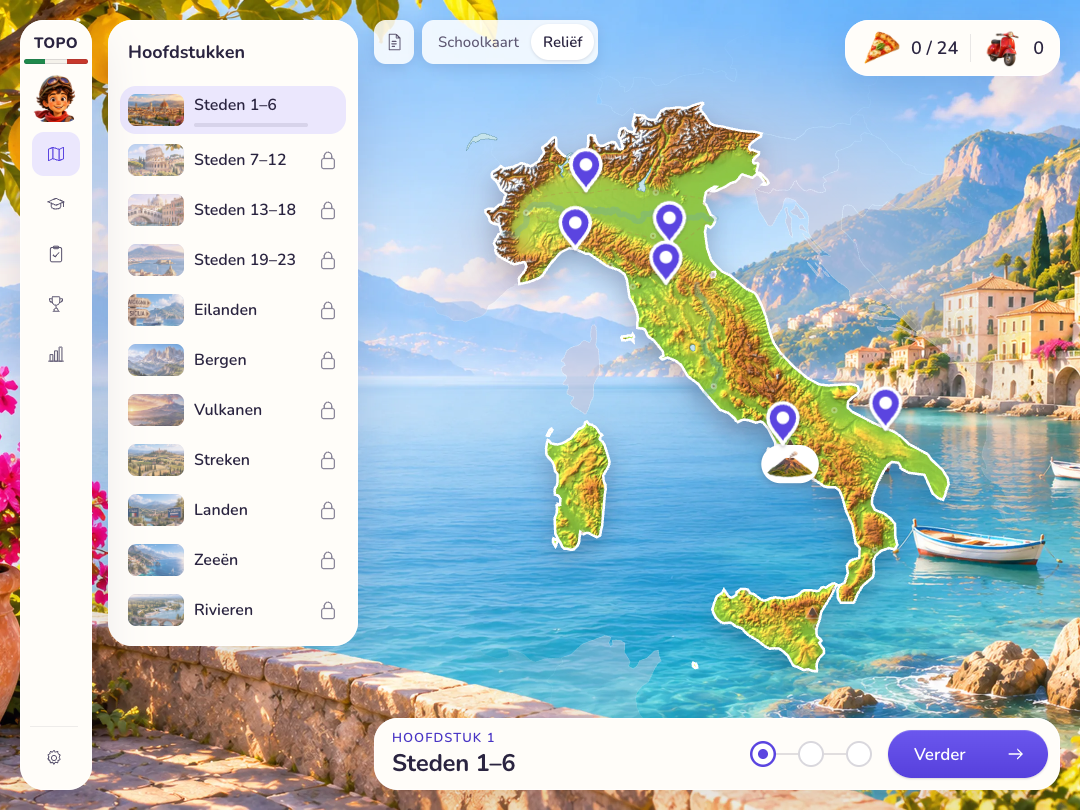 TOPO
Hoofdstukken
Steden 1–6
Steden 7–12
Steden 13–18
Steden 19–23
Eilanden
Bergen
Vulkanen
Streken
Landen
Zeeën
Rivieren
Schoolkaart
Reliëf
0 / 24
0
HOOFDSTUK 1
Steden 1–6
Verder